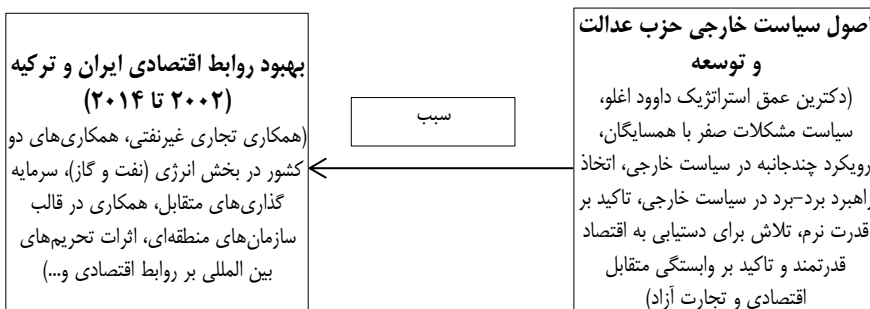 اصول سیاست خارجی حزب عدالت
و توسعه
(دکترین عمق استراتژیک داوود اغلو،
سیاست مشکلات صفر با همسایگان،
رویکرد چندجانبه در سیاست خارجی، اتخاذ
راهبرد برد-برد در سیاست خارجی، تاکید بر
قدرت نرم، تلاش برای دستیابی به اقتصاد
قدرتمند و تاکید بر وابستگی متقابل
اقتصادی و تجارت آزاد)
سبب
بهبود روابط اقتصادی ایران و ترکیه
(۲۰۰۲ تا ۲۰۱۴)
(همکاری تجاری غیرنفتی، همکاری‌های دو
کشور در بخش انرژی (نفت و گاز)، سرمایه
گذاری‌های متقابل، همکاری در قالب
سازمان‌های منطقه‌ای، اثرات تحریم‌های
بین المللی بر روابط اقتصادی و...)